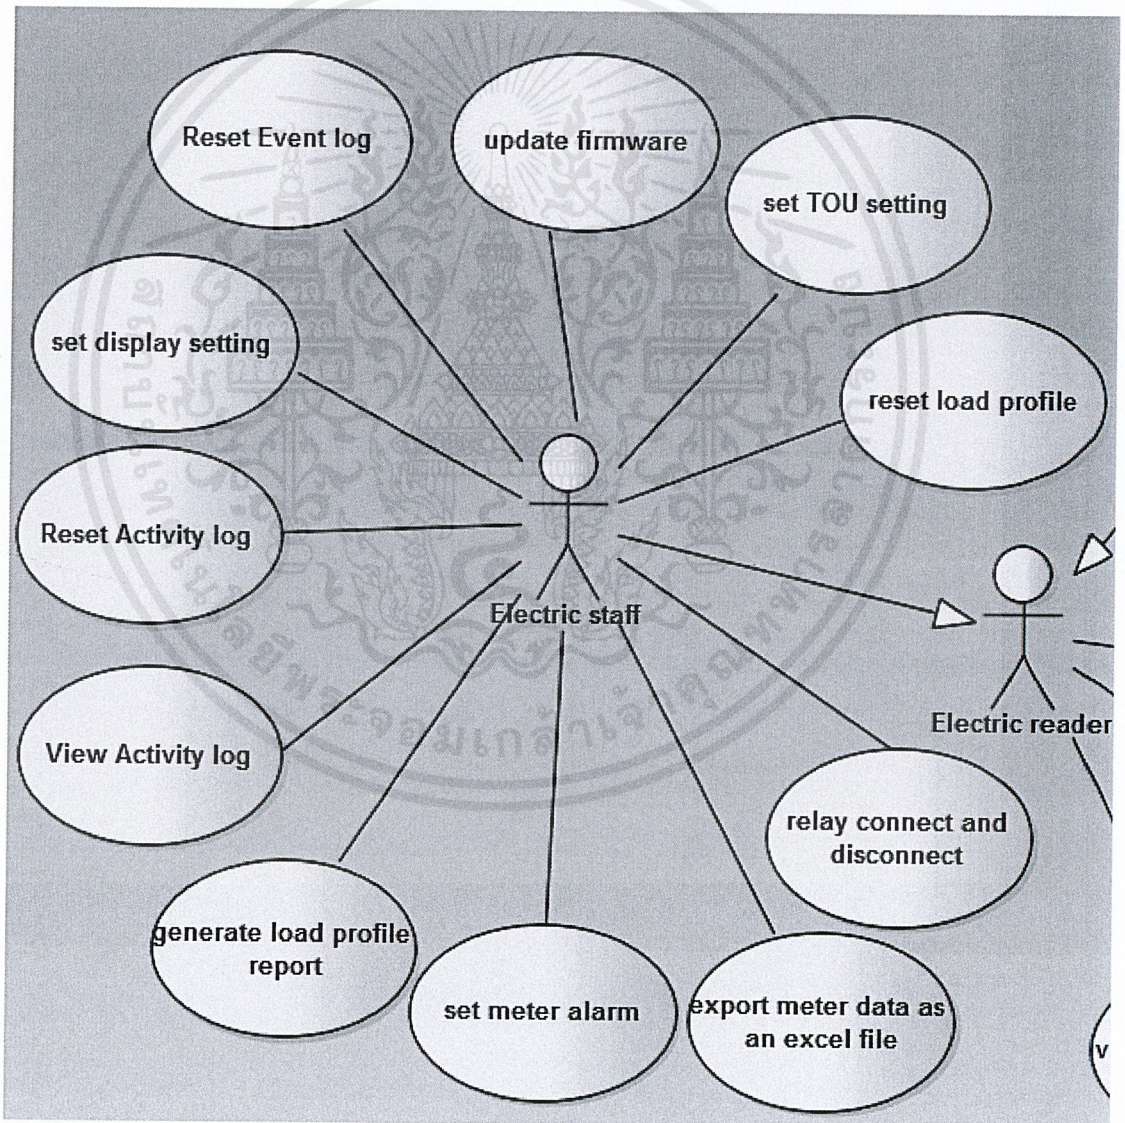 Reset Event log
update firmware
set TOU setting
set display setting
reset load profile
Reset Activity log
Electric staff
Electric reader
View Activity log
relay connect and
disconnect
generate load profile
report
set meter alarm
export meter data as
an excel file
v